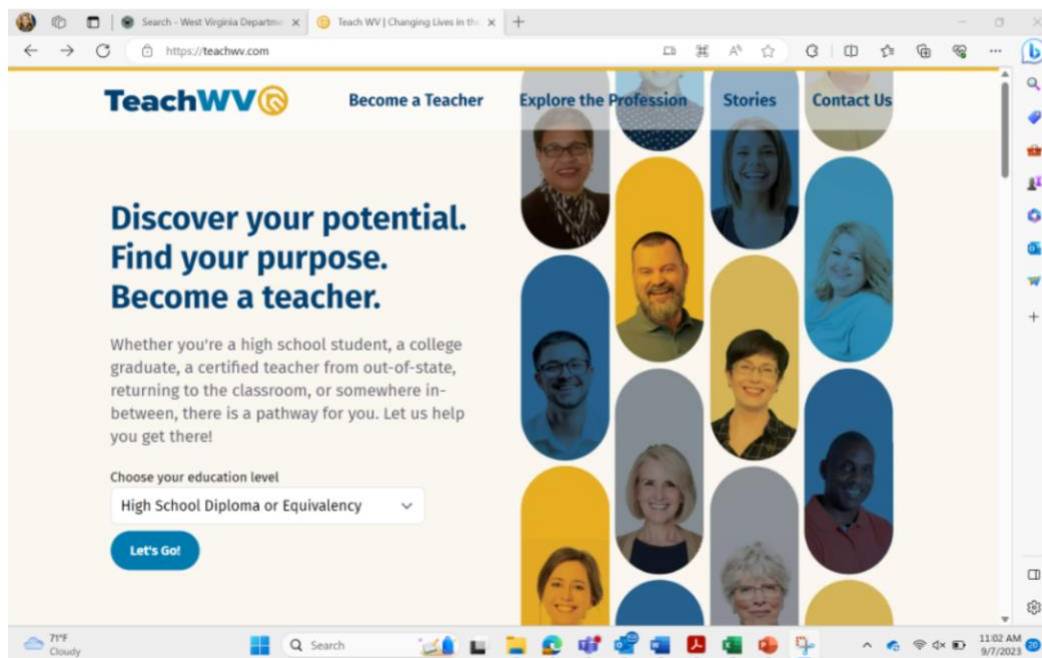 Search - West Virginia Departme
Teach WV | Changing Lives in the
https://teachwv.com
TeachWV
Become a Teacher
Explore the Profession
Stories
Contact Us
Discover your potential.
Find your purpose.
Become a teacher.
Whether you're a high school student, a college
graduate, a certified teacher from out-of-state,
returning to the classroom, or somewhere in-
between, there is a pathway for you. Let us help
you get there!
Choose your education level
High School Diploma or Equivalency
Let's Go!
71°F
Cloudy
Search
11:02 AM
9/7/2023
20